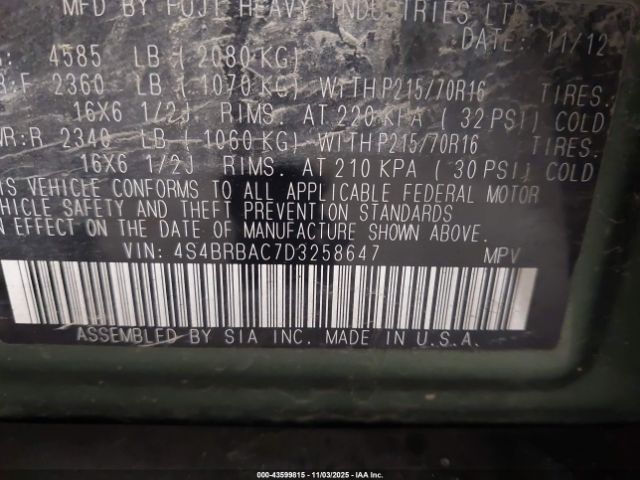 MFD BY FUJI HEAVY INDUSTRIES LTD.
DATE: 11/12
4585 LB ( 2080 KG)
R:F 2360 LB ( 1070 KG) WITH P215/70R16 TIRES.
16X6 1/2J RIMS. AT 220 KPA ( 32 PSI) COLD
WR:R 2340 LB ( 1060 KG) WITH P215/70R16 TIRES.
16X6 1/2J RIMS. AT 210 KPA ( 30 PSI) COLD
IS VEHICLE CONFORMS TO ALL APPLICABLE FEDERAL MOTOR
EHICLE SAFETY AND THEFT PREVENTION STANDARDS
N EFFECT ON THE DATE OF MANUFACTURE SHOWN ABOVE.
VIN: 4S4BRBAC7D3258647 MPV
ASSEMBLED BY SIA INC. MADE IN U.S.A.
000-43599815 - 11/03/2025 - IAAI.COM